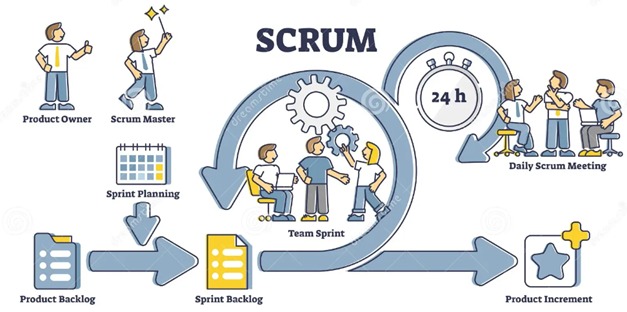 SCRUM
Product Owner
Scrum Master
24 h
Daily Scrum Meeting
Sprint Planning
Team Sprint
Product Backlog
Sprint Backlog
Product Increment
dreamstime